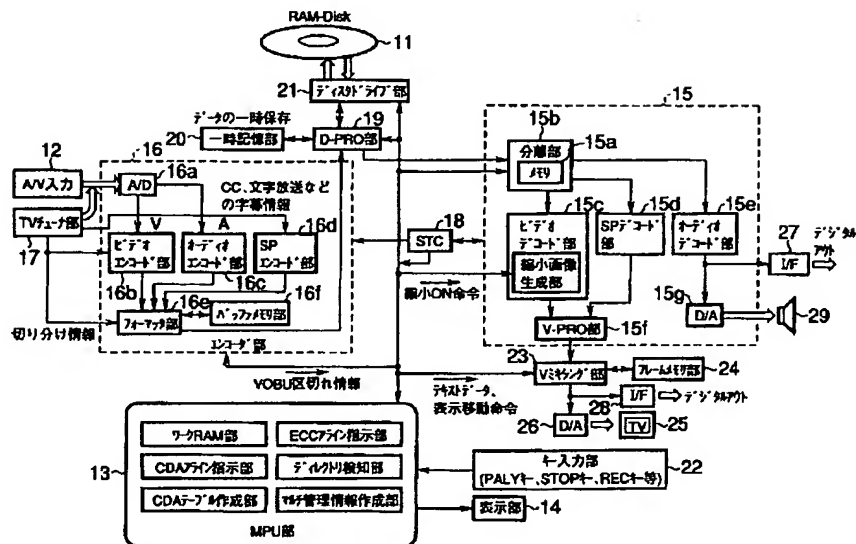 RAM-Disk
11
21
ディスクドライブ部
データの一時保存
19
20
一時記憶部
D-PRO部
15
15b
15a
分離部
メモリ
12
16
16a
A/V入力
A/D
CC、文字放送などの字幕情報
TVチューナ部
17
V
A
16d
ビデオエンコード部
オーディオエンコード部
SPエンコード部
16b
16c
16e
16f
フォーマッタ部
バッファメモリ部
切り分け情報
エンコーダ部
18
STC
15c
15d
15e
ビデオデコード部
SPデコード部
オーディオデコード部
縮小画像生成部
縮小ON命令
27
I/F
デジタルアウト
15g
D/A
29
V-PRO部
15f
23
Vミキシング部
24
フレームメモリ部
VOBU区切れ情報
テキストデータ、表示移動命令
28
I/F
デジタルアウト
26
D/A
TV
25
13
ワークRAM部
ECCアライン指示部
CDAアライン指示部
ディレクトリ検知部
CDAテーブル作成部
マルチ管理情報作成部
MPU部
キー入力部
(PALYキー、STOPキー、RECキー等)
22
表示部
14